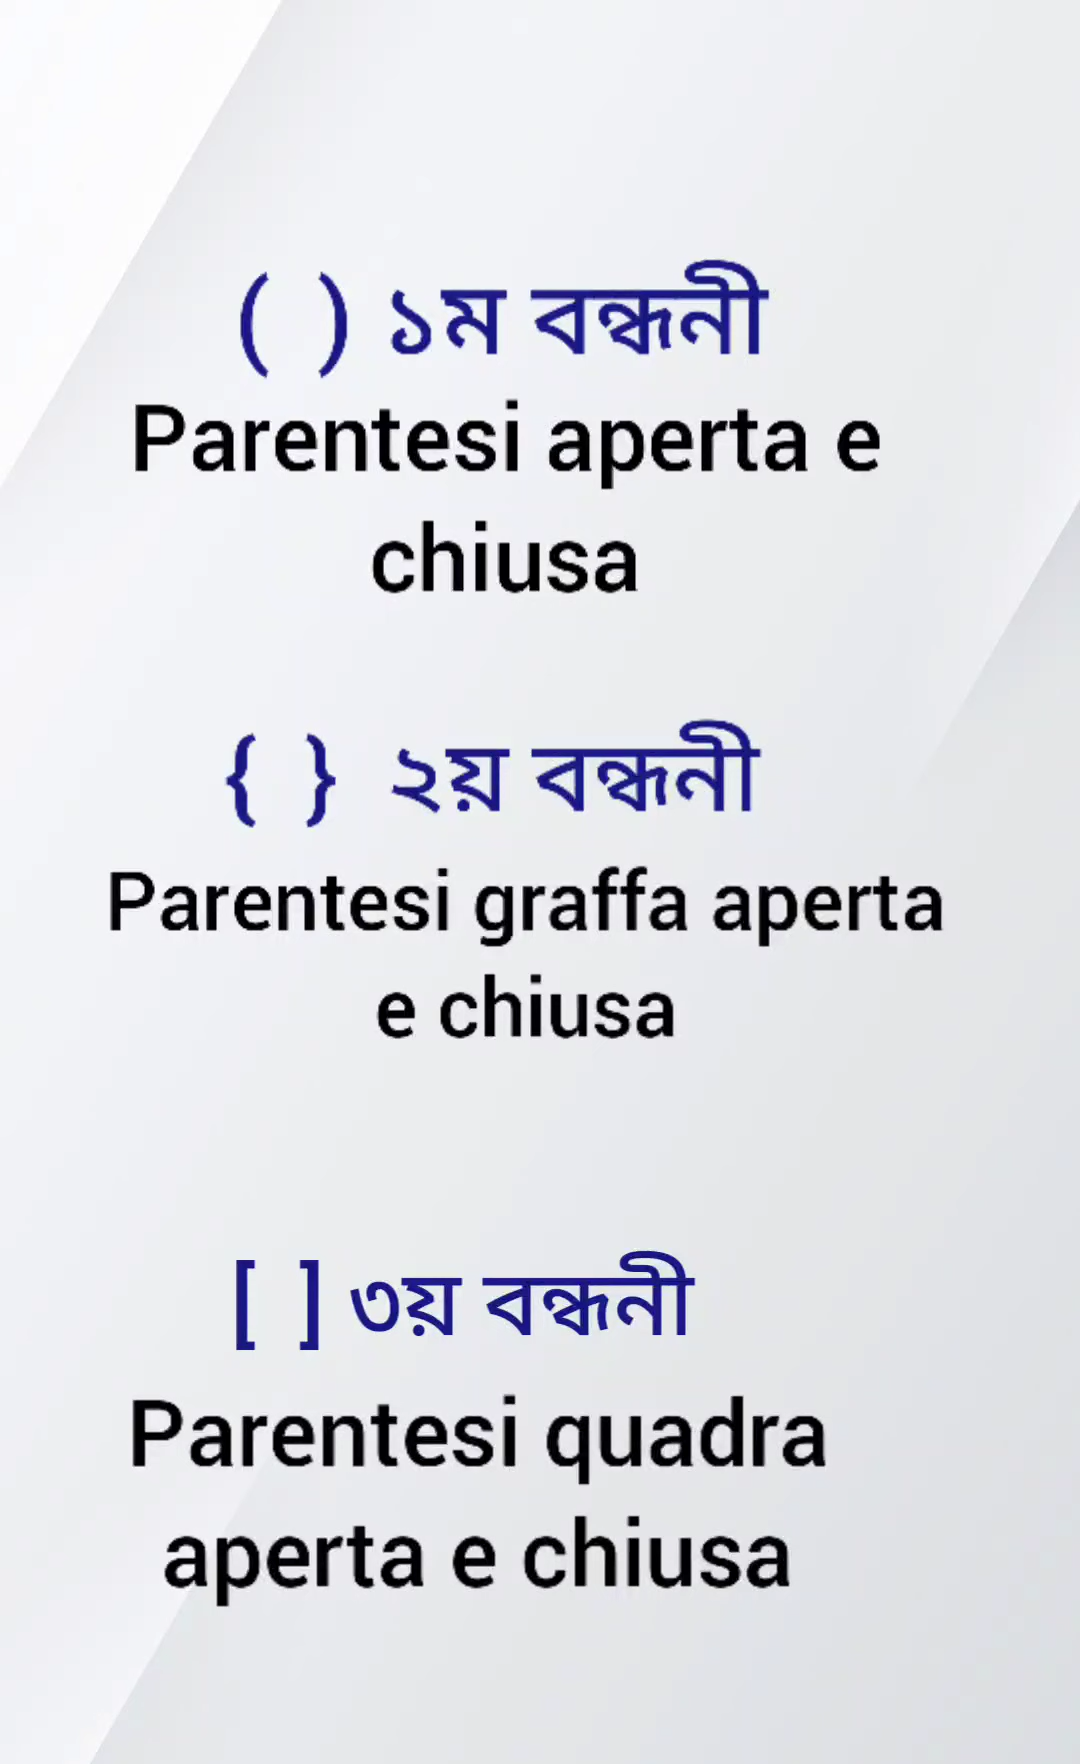 ( ) ১ম বন্ধনী
Parentesi aperta e
chiusa
{ } ২য় বন্ধনী
Parentesi graffa aperta
e chiusa
[ ] ৩য় বন্ধনী
Parentesi quadra
aperta e chiusa